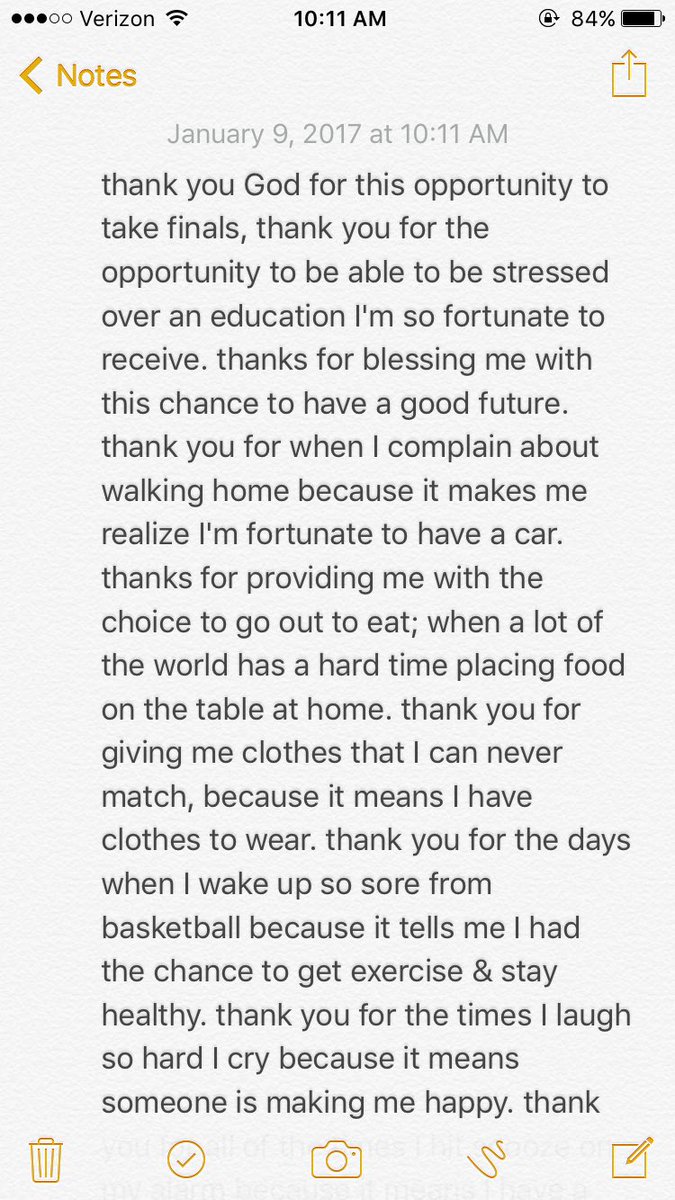 Verizon 10:11 AM 84%
Notes
January 9, 2017 at 10:11 AM
thank you God for this opportunity to
take finals, thank you for the
opportunity to be able to be stressed
over an education I'm so fortunate to
receive. thanks for blessing me with
this chance to have a good future.
thank you for when I complain about
walking home because it makes me
realize I'm fortunate to have a car.
thanks for providing me with the
choice to go out to eat; when a lot of
the world has a hard time placing food
on the table at home. thank you for
giving me clothes that I can never
match, because it means I have
clothes to wear. thank you for the days
when I wake up so sore from
basketball because it tells me I had
the chance to get exercise & stay
healthy. thank you for the times I laugh
so hard I cry because it means
someone is making me happy. thank
you for all of the times I hit snooze on
my alarm because it means I have a